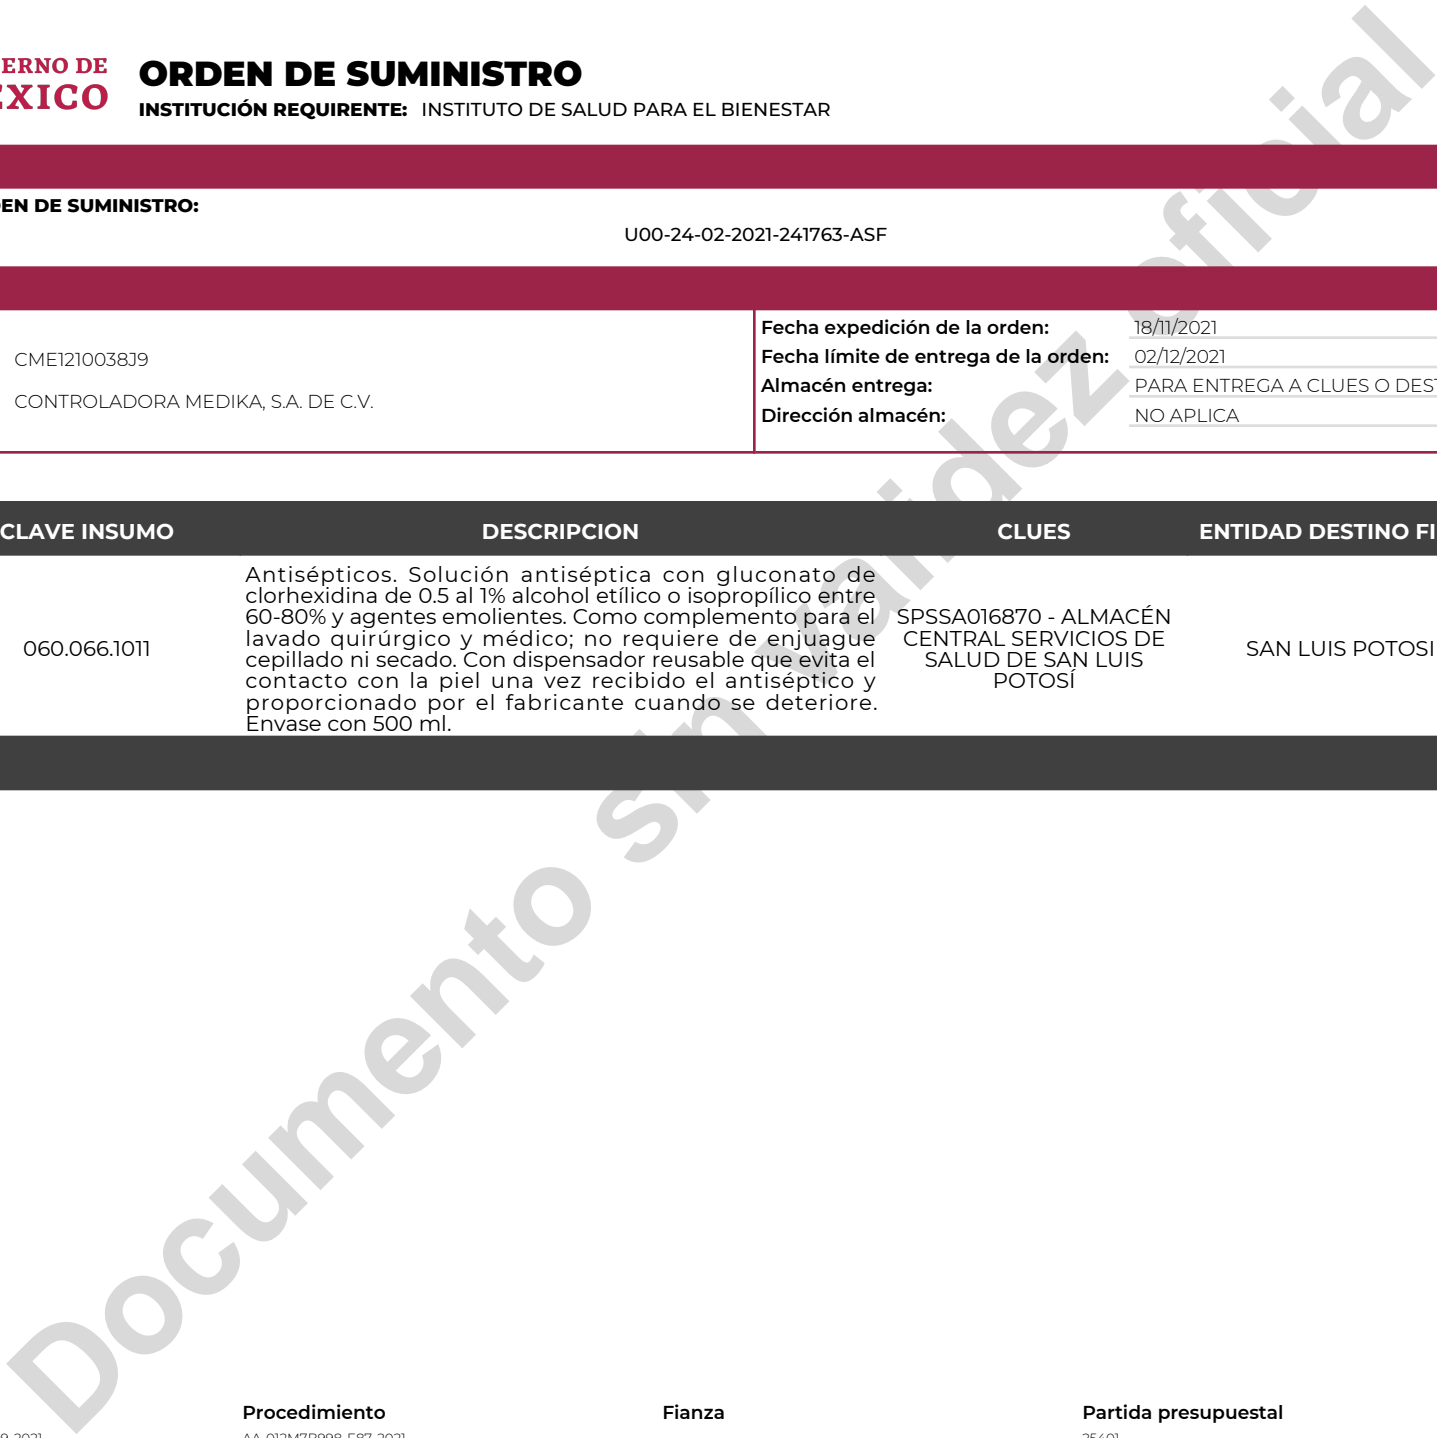 ERNO DE
ÉXICO
ORDEN DE SUMINISTRO
INSTITUCIÓN REQUIRENTE: INSTITUTO DE SALUD PARA EL BIENESTAR
EN DE SUMINISTRO:
U00-24-02-2021-241763-ASF
CME1210038J9
CONTROLADORA MEDIKA, S.A. DE C.V.
Fecha expedición de la orden: 18/11/2021
Fecha límite de entrega de la orden: 02/12/2021
Almacén entrega: PARA ENTREGA A CLUES O DEST
Dirección almacén: NO APLICA
CLAVE INSUMO DESCRIPCION CLUES ENTIDAD DESTINO FI
060.066.1011
Antisépticos. Solución antiséptica con gluconato de
clorhexidina de 0.5 al 1% alcohol etílico o isopropílico entre
60-80% y agentes emolientes. Como complemento para el
lavado quirúrgico y médico; no requiere de enjuague
cepillado ni secado. Con dispensador reusable que evita el
contacto con la piel una vez recibido el antiséptico y
proporcionado por el fabricante cuando se deteriore.
Envase con 500 ml.
SPSSA016870 - ALMACÉN
CENTRAL SERVICIOS DE
SALUD DE SAN LUIS
POTOSÍ
SAN LUIS POTOSI
Documento sin validez oficial
Procedimiento Fianza Partida presupuestal